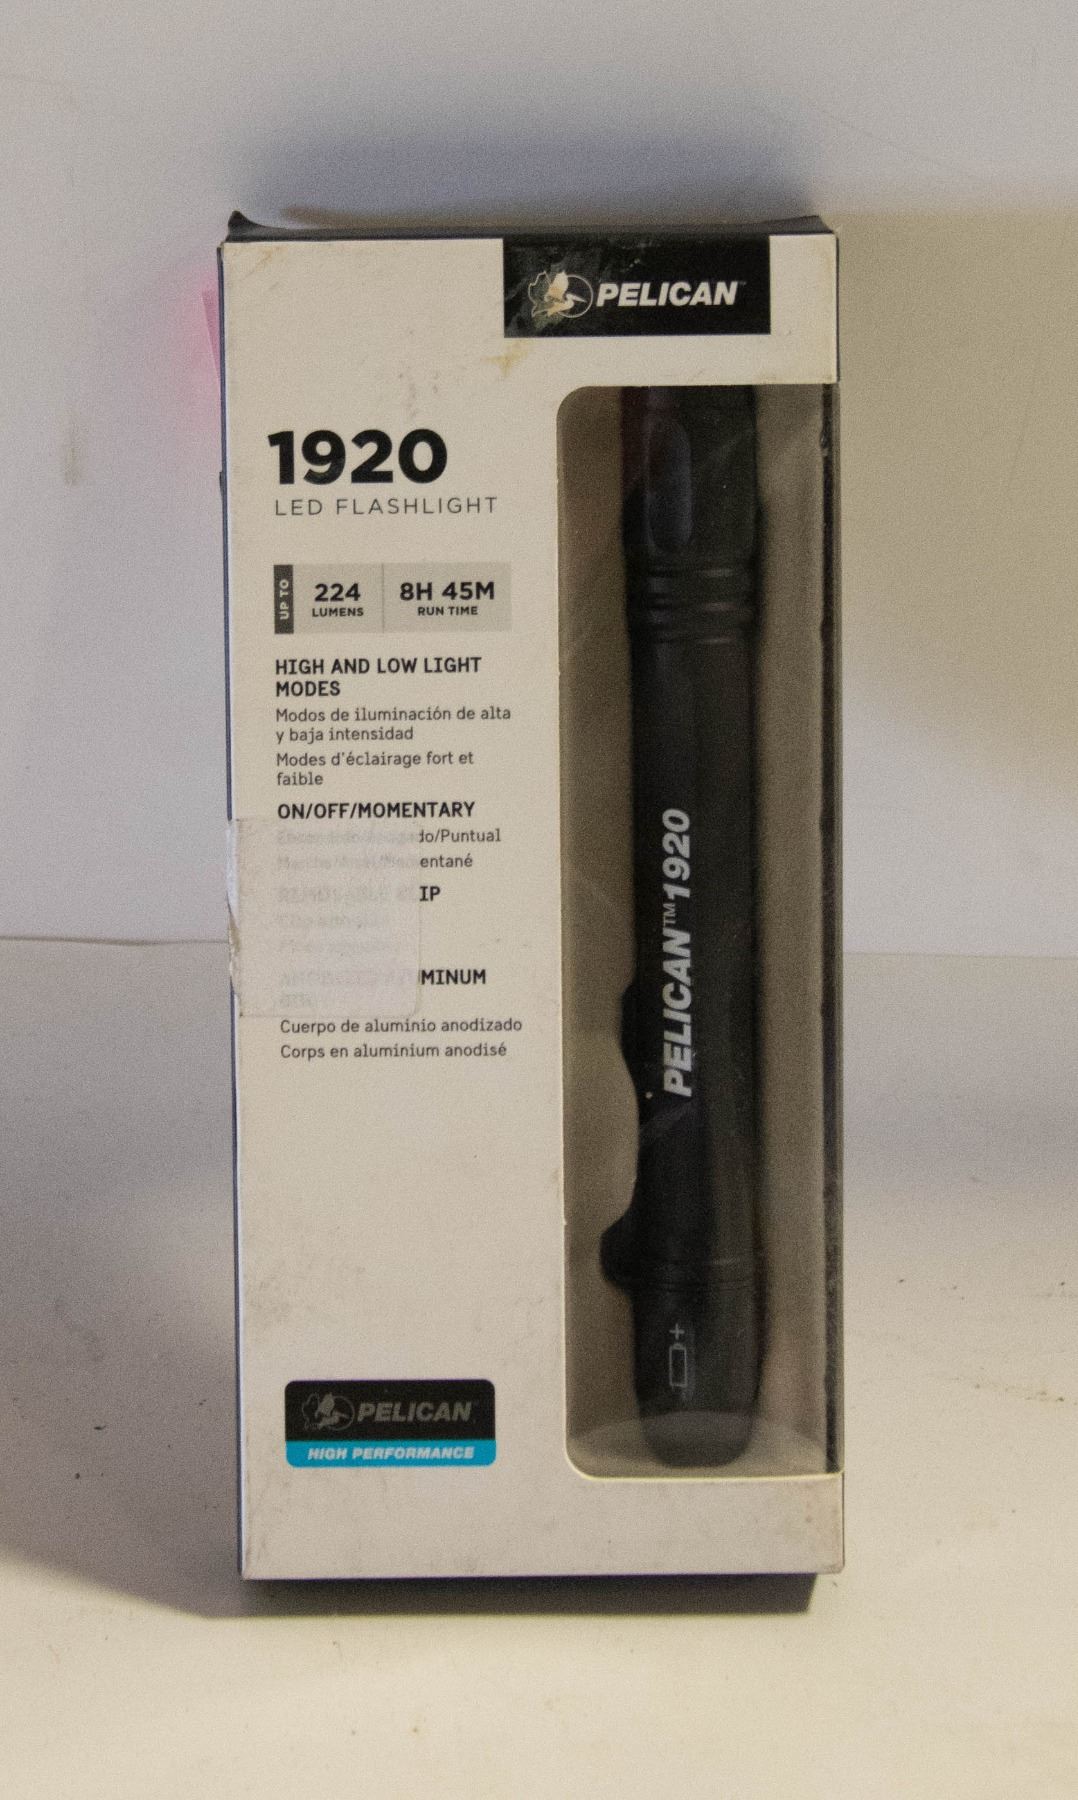 PELICAN™
1920
LED FLASHLIGHT
UP TO
224
LUMENS
8H 45M
RUN TIME
HIGH AND LOW LIGHT
MODES
Modos de iluminación de alta
y baja intensidad
Modes d'éclairage fort et
faible
ON/OFF/MOMENTARY
do/Puntual
entané
IP
MINUM
Cuerpo de aluminio anodizado
Corps en aluminium anodisé
PELICAN
HIGH PERFORMANCE
PELICAN™1920
+